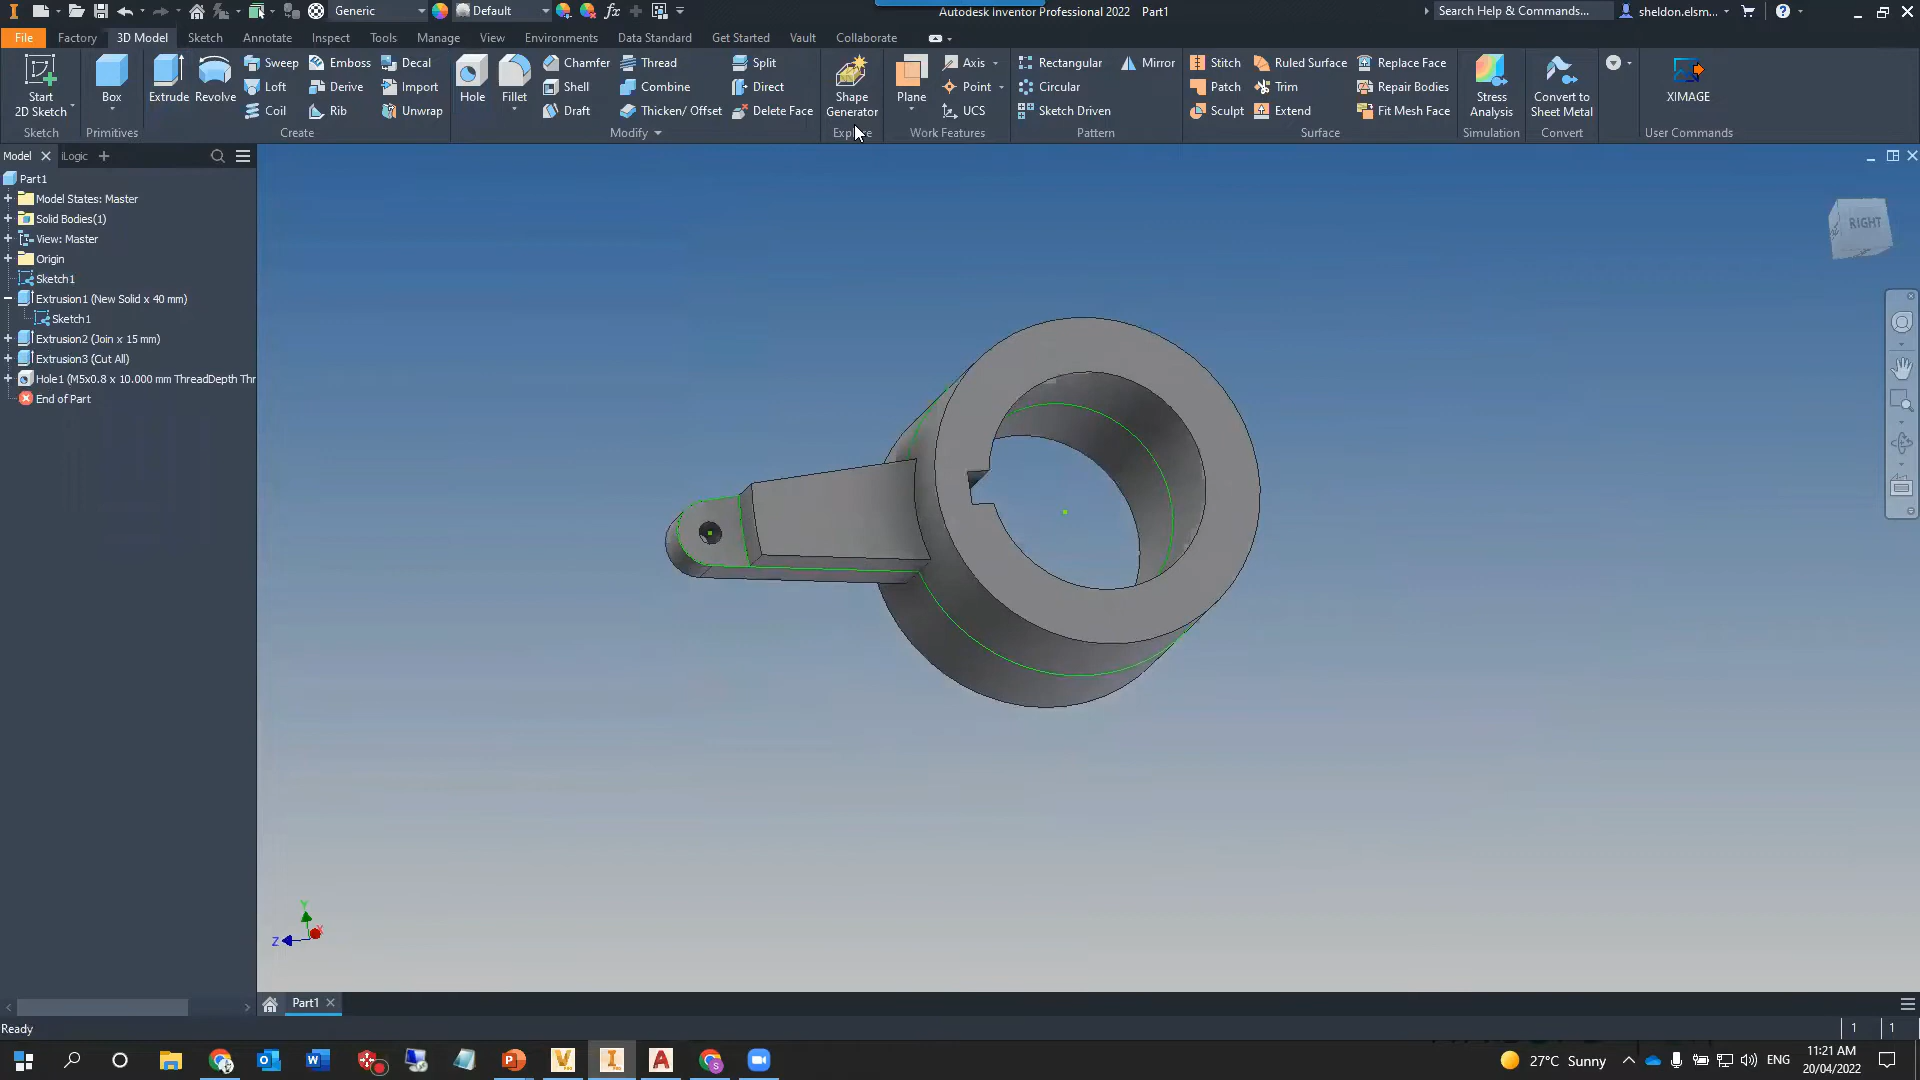 Generic
Default
fx
Autodesk Inventor Professional 2022 Part1
Search Help & Commands...
sheldon.elsm...
File Factory 3D Model Sketch Annotate Inspect Tools Manage View Environments Data Standard Get Started Vault Collaborate
Start
2D Sketch
Sketch
Box
Primitives
Extrude
Revolve
Sweep
Emboss
Decal
Loft
Derive
Import
Coil
Rib
Unwrap
Create
Hole
Fillet
Chamfer
Thread
Split
Shell
Combine
Direct
Draft
Thicken/ Offset
Delete Face
Modify
Shape
Generator
Explore
Plane
Axis
Point
UCS
Work Features
Rectangular
Mirror
Circular
Sketch Driven
Pattern
Stitch
Ruled Surface
Replace Face
Patch
Trim
Repair Bodies
Sculpt
Extend
Fit Mesh Face
Surface
Stress
Analysis
Simulation
Convert to
Sheet Metal
Convert
XIMAGE
User Commands
Model
iLogic
Part1
Model States: Master
Solid Bodies(1)
View: Master
Origin
Sketch1
Extrusion1 (New Solid x 40 mm)
Sketch1
Extrusion2 (Join x 15 mm)
Extrusion3 (Cut All)
Hole1 (M5x0.8 x 10.000 mm ThreadDepth Thr
End of Part
RIGHT
Y
Z
X
Part1
Ready
1 1
27°C Sunny
ENG
11:21 AM
20/04/2022